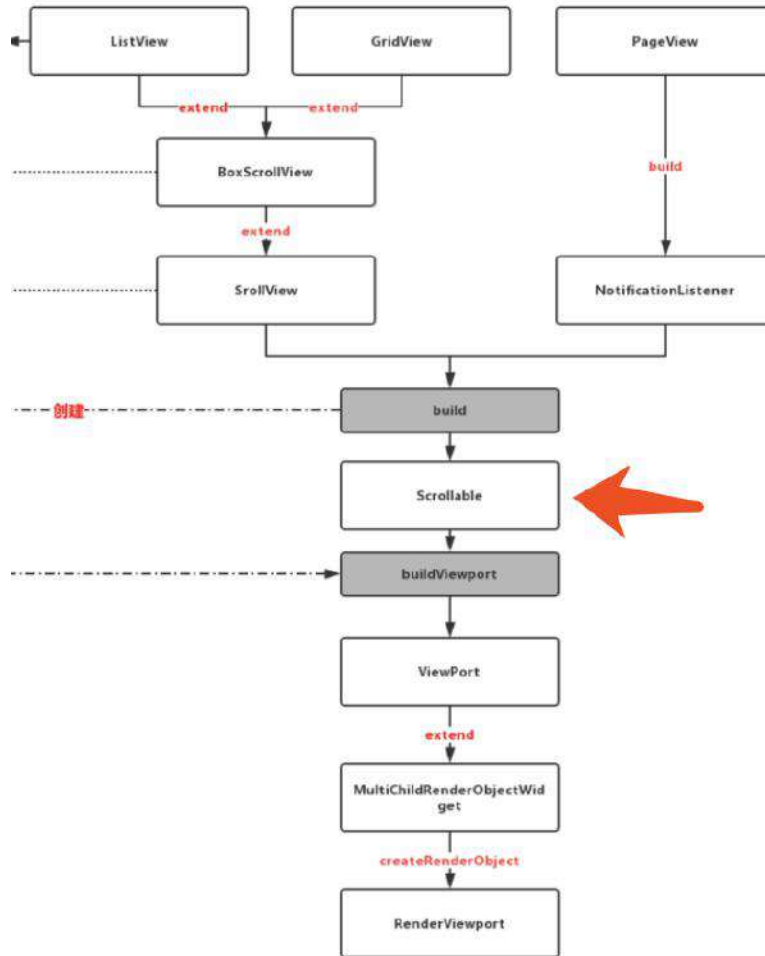 ListView
GridView
PageView
extend
extend
BoxScrollView
build
extend
SrollView
NotificationListener
创建
build
Scrollable
buildViewport
ViewPort
extend
MultiChildRenderObjectWid
get
createRenderObject
RenderViewport